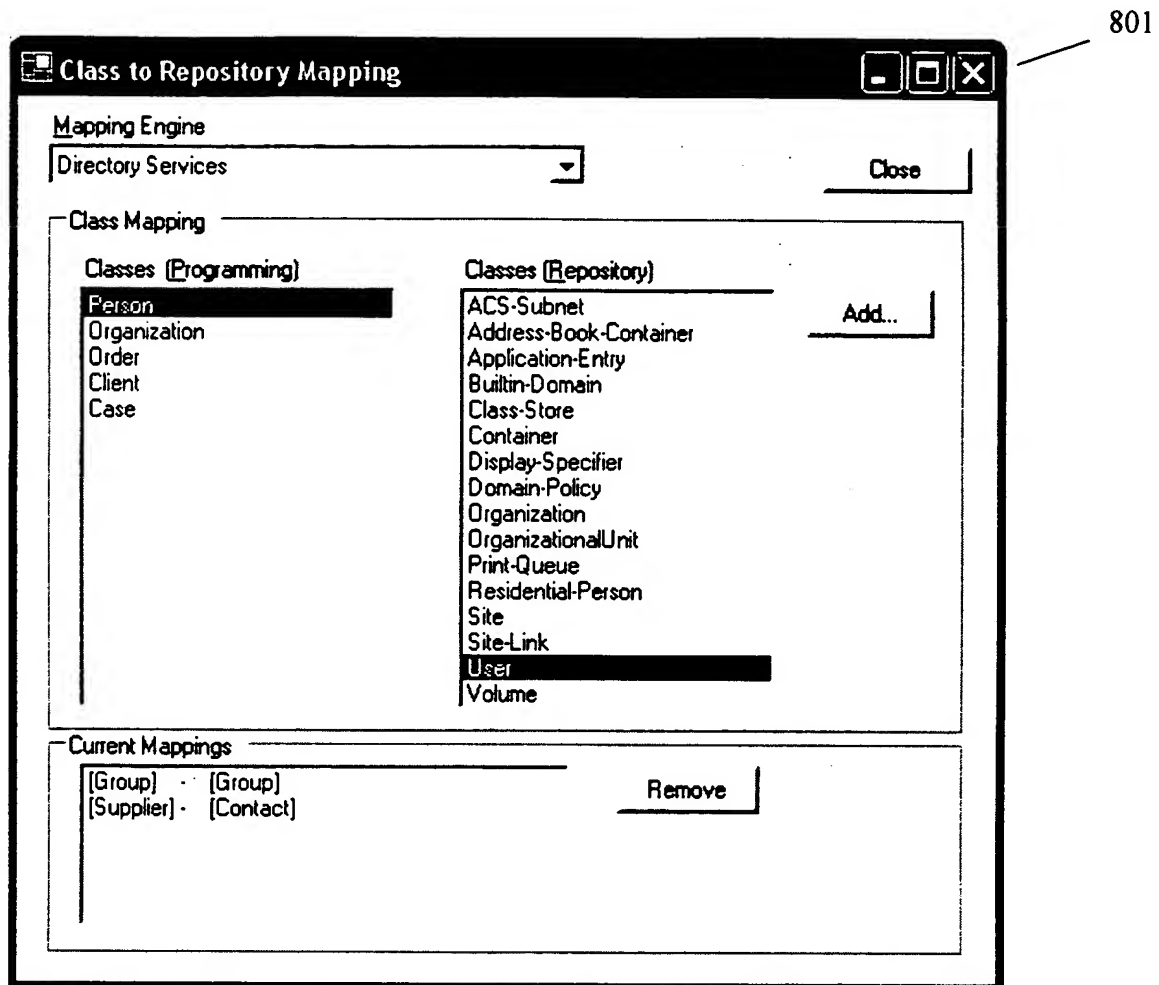 801
Class to Repository Mapping
Mapping Engine
Directory Services
Close
Class Mapping
Classes (Programming)
Person
Organization
Order
Client
Case
Classes (Repository)
ACS-Subnet
Address-Book-Container
Application-Entry
Builtin-Domain
Class-Store
Container
Display-Specifier
Domain-Policy
Organization
OrganizationalUnit
Print-Queue
Residential-Person
Site
Site-Link
User
Volume
Add...
Current Mappings
[Group] - [Group]
[Supplier] - [Contact]
Remove